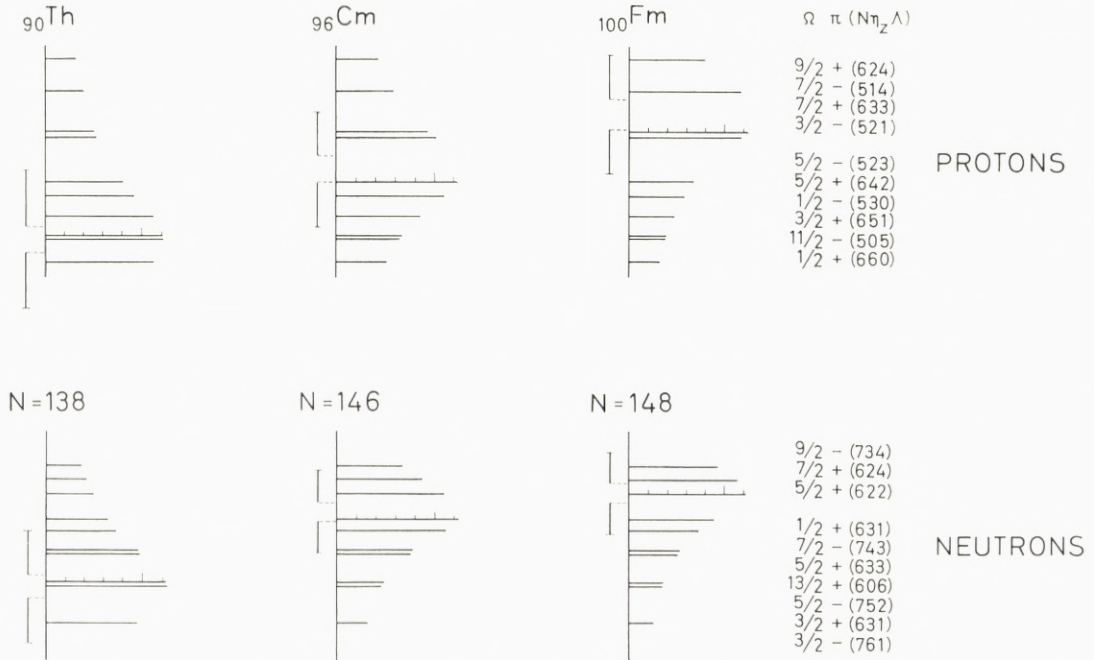 90Th 96Cm 100Fm Ω π (Nη_zΛ)
9/2 + (624)
7/2 − (514)
7/2 + (633)
3/2 − (521)
5/2 − (523)
5/2 + (642)
1/2 − (530)
3/2 + (651)
11/2 − (505)
1/2 + (660)
PROTONS
N=138 N=146 N=148
9/2 − (734)
7/2 + (624)
5/2 + (622)
1/2 + (631)
7/2 − (743)
5/2 + (633)
13/2 + (606)
5/2 − (752)
3/2 + (631)
3/2 − (761)
NEUTRONS